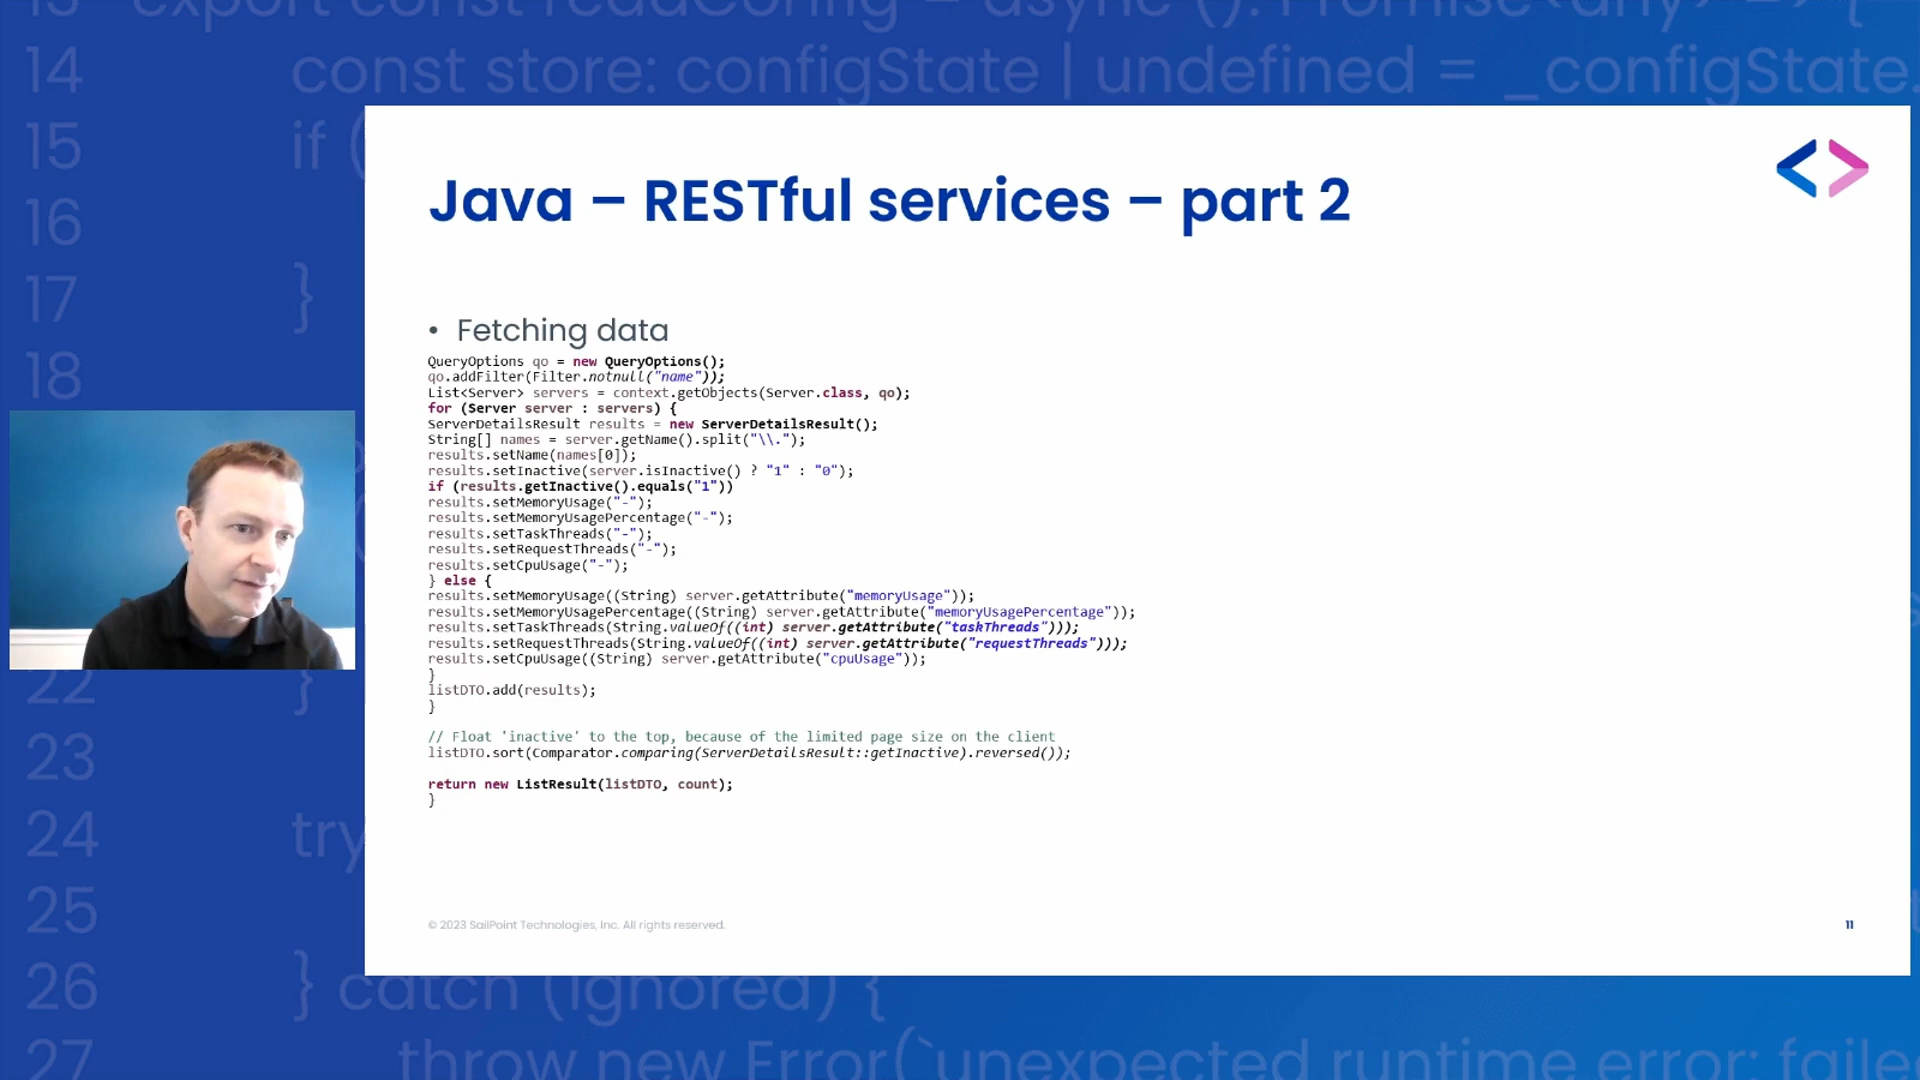 13 export const readConfig = async (): Promise<any> => {
14 const store: configState | undefined = _configState.
15 if (
16
17 }
18
Java – RESTful services – part 2
• Fetching data
QueryOptions qo = new QueryOptions();
qo.addFilter(Filter.notnull("name"));
List<Server> servers = context.getObjects(Server.class, qo);
for (Server server : servers) {
ServerDetailsResult results = new ServerDetailsResult();
String[] names = server.getName().split("\\.");
results.setName(names[0]);
results.setInactive(server.isInactive() ? "1" : "0");
if (results.getInactive().equals("1"))
results.setMemoryUsage("-");
results.setMemoryUsagePercentage("-");
results.setTaskThreads("-");
results.setRequestThreads("-");
results.setCpuUsage("-");
} else {
results.setMemoryUsage((String) server.getAttribute("memoryUsage"));
results.setMemoryUsagePercentage((String) server.getAttribute("memoryUsagePercentage"));
results.setTaskThreads(String.valueOf((int) server.getAttribute("taskThreads")));
results.setRequestThreads(String.valueOf((int) server.getAttribute("requestThreads")));
results.setCpuUsage((String) server.getAttribute("cpuUsage"));
}
listDTO.add(results);
}
// Float 'inactive' to the top, because of the limited page size on the client
listDTO.sort(Comparator.comparing(ServerDetailsResult::getInactive).reversed());
return new ListResult(listDTO, count);
}
© 2023 SailPoint Technologies, Inc. All rights reserved.
11
22 }
23
24 try
25
26 } catch (ignored) {
27 throw new Error(`unexpected runtime error: faile